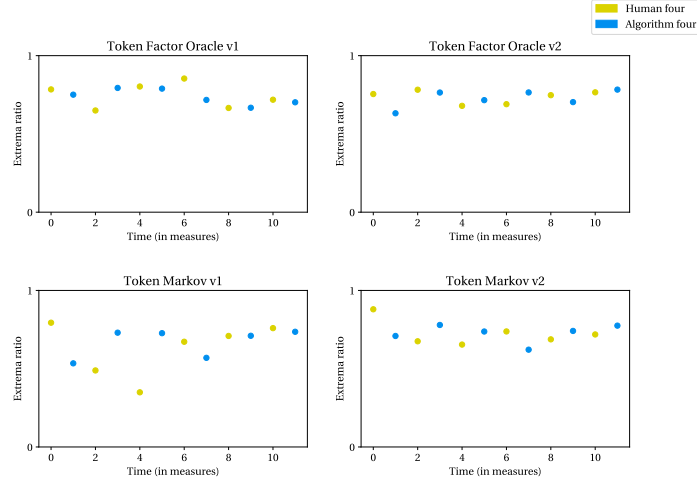 Human four
Algorithm four
Token Factor Oracle v1
1
Extrema ratio
0
0 2 4 6 8 10
Time (in measures)
Token Factor Oracle v2
1
Extrema ratio
0
0 2 4 6 8 10
Time (in measures)
Token Markov v1
1
Extrema ratio
0
0 2 4 6 8 10
Time (in measures)
Token Markov v2
1
Extrema ratio
0
0 2 4 6 8 10
Time (in measures)